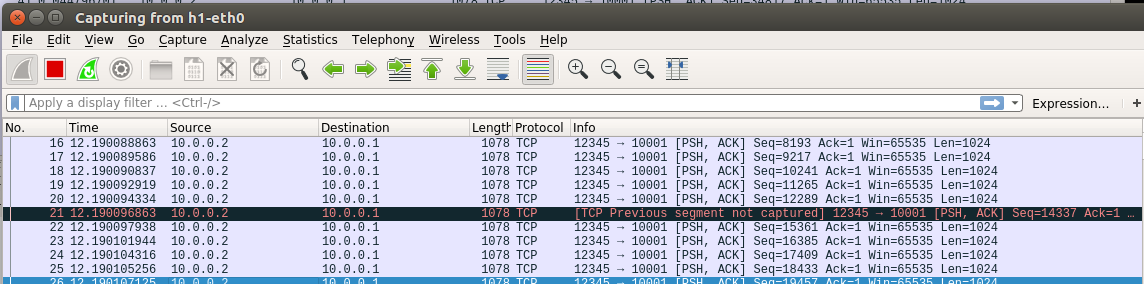 Capturing from h1-eth0
File Edit View Go Capture Analyze Statistics Telephony Wireless Tools Help
Apply a display filter ... <Ctrl-/> Expression... +
No. Time Source Destination Length Protocol Info
16 12.190088863 10.0.0.2 10.0.0.1 1078 TCP 12345 → 10001 [PSH, ACK] Seq=8193 Ack=1 Win=65535 Len=1024
17 12.190089586 10.0.0.2 10.0.0.1 1078 TCP 12345 → 10001 [PSH, ACK] Seq=9217 Ack=1 Win=65535 Len=1024
18 12.190090837 10.0.0.2 10.0.0.1 1078 TCP 12345 → 10001 [PSH, ACK] Seq=10241 Ack=1 Win=65535 Len=1024
19 12.190092919 10.0.0.2 10.0.0.1 1078 TCP 12345 → 10001 [PSH, ACK] Seq=11265 Ack=1 Win=65535 Len=1024
20 12.190094334 10.0.0.2 10.0.0.1 1078 TCP 12345 → 10001 [PSH, ACK] Seq=12289 Ack=1 Win=65535 Len=1024
21 12.190096863 10.0.0.2 10.0.0.1 1078 TCP [TCP Previous segment not captured] 12345 → 10001 [PSH, ACK] Seq=14337 Ack=1 ...
22 12.190097938 10.0.0.2 10.0.0.1 1078 TCP 12345 → 10001 [PSH, ACK] Seq=15361 Ack=1 Win=65535 Len=1024
23 12.190101944 10.0.0.2 10.0.0.1 1078 TCP 12345 → 10001 [PSH, ACK] Seq=16385 Ack=1 Win=65535 Len=1024
24 12.190104316 10.0.0.2 10.0.0.1 1078 TCP 12345 → 10001 [PSH, ACK] Seq=17409 Ack=1 Win=65535 Len=1024
25 12.190105256 10.0.0.2 10.0.0.1 1078 TCP 12345 → 10001 [PSH, ACK] Seq=18433 Ack=1 Win=65535 Len=1024
26 12.190107125 10.0.0.2 10.0.0.1 1078 TCP 12345 → 10001 [PSH, ACK] Seq=19457 Ack=1 Win=65535 Len=1024